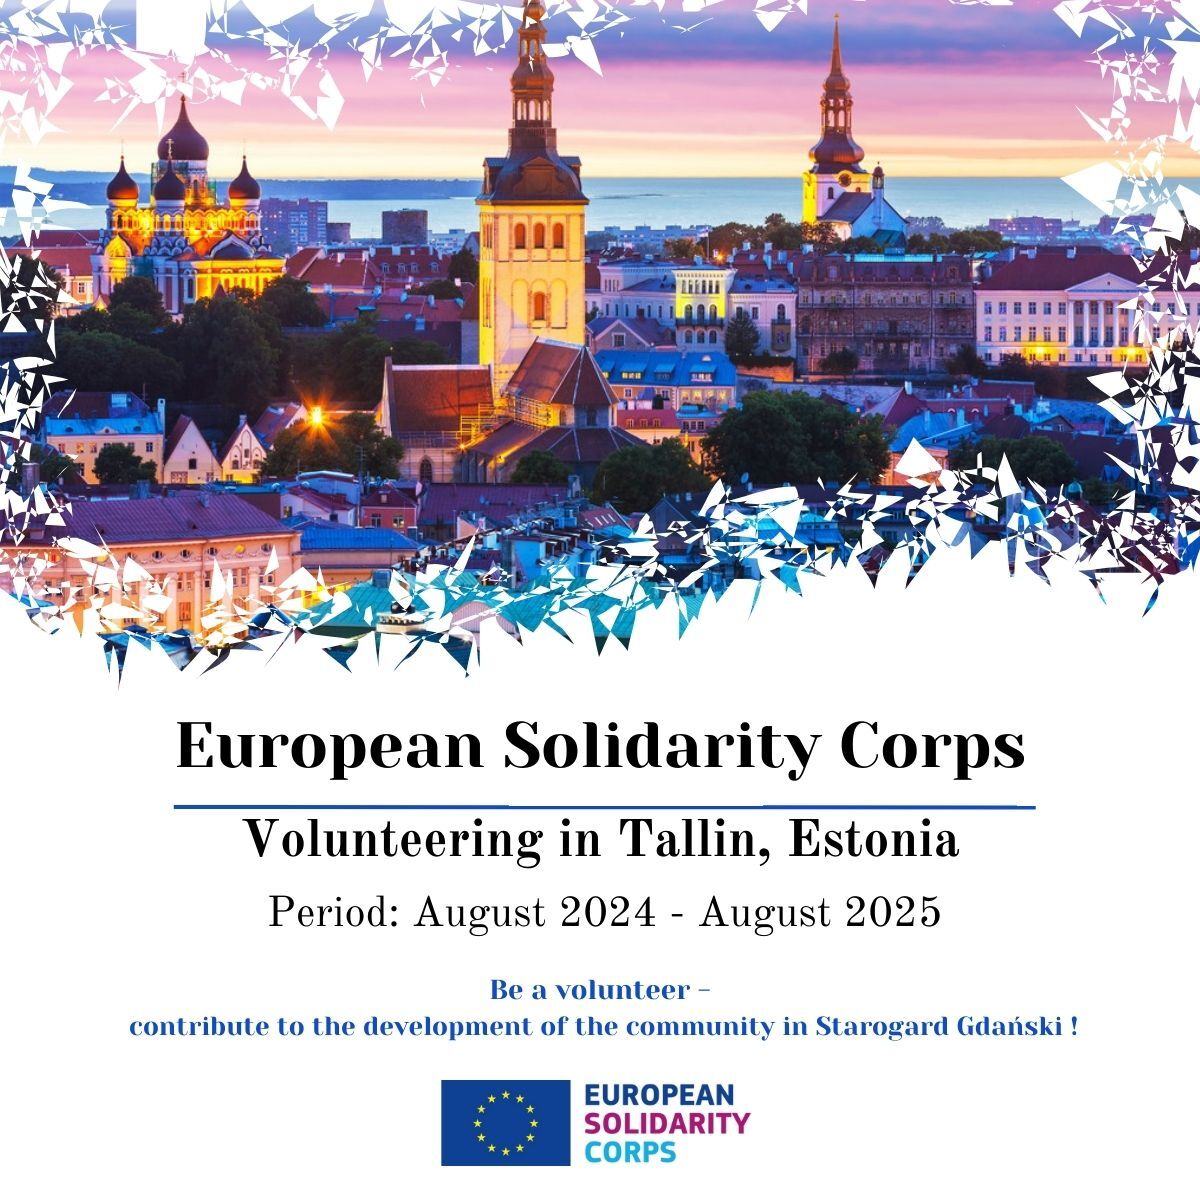 European Solidarity Corps
Volunteering in Tallin, Estonia
Period: August 2024 - August 2025
Be a volunteer -
contribute to the development of the community in Starogard Gdański !
EUROPEAN
SOLIDARITY
CORPS